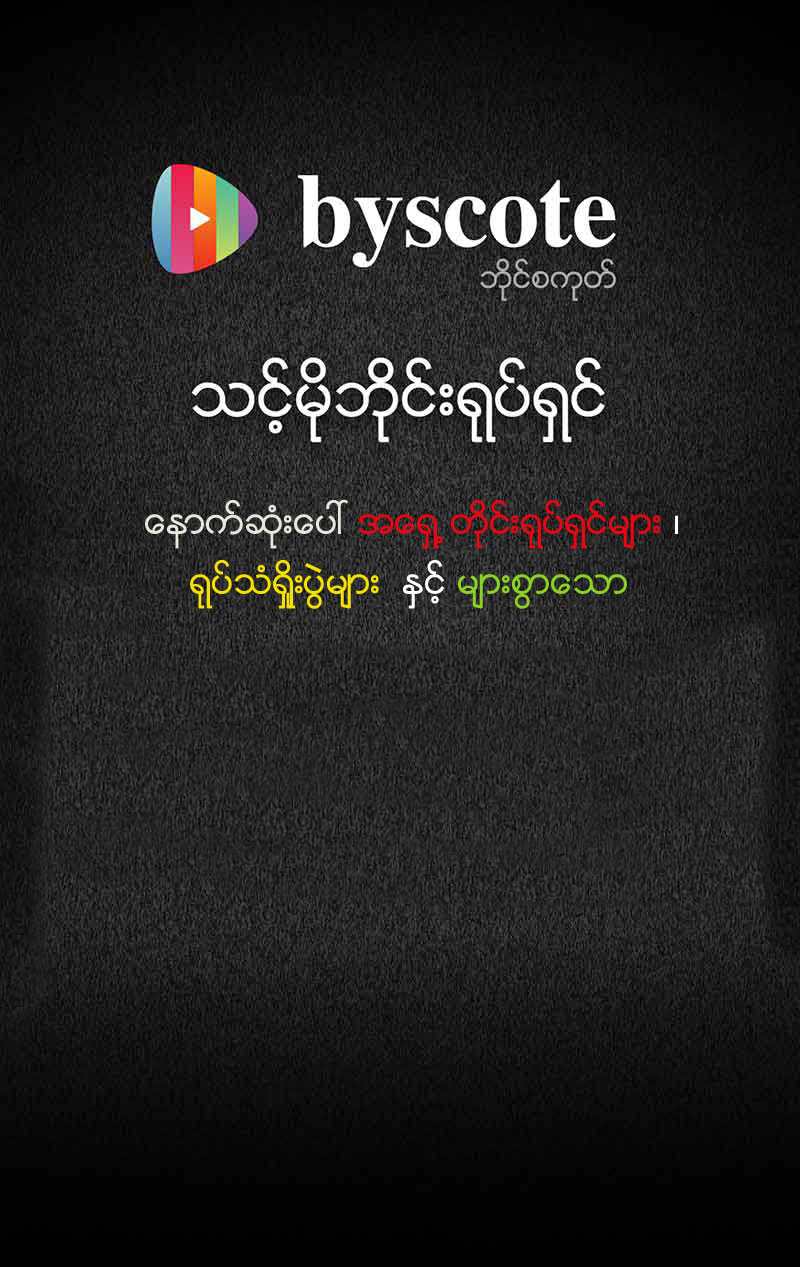 byscote
ဘိုင်စကုတ်
သင့်မိုဘိုင်းရုပ်ရှင်
နောက်ဆုံးပေါ် အရှေ့ တိုင်းရုပ်ရှင်များ ၊
ရုပ်သံရှိုးပွဲများ နှင့် များစွာသော